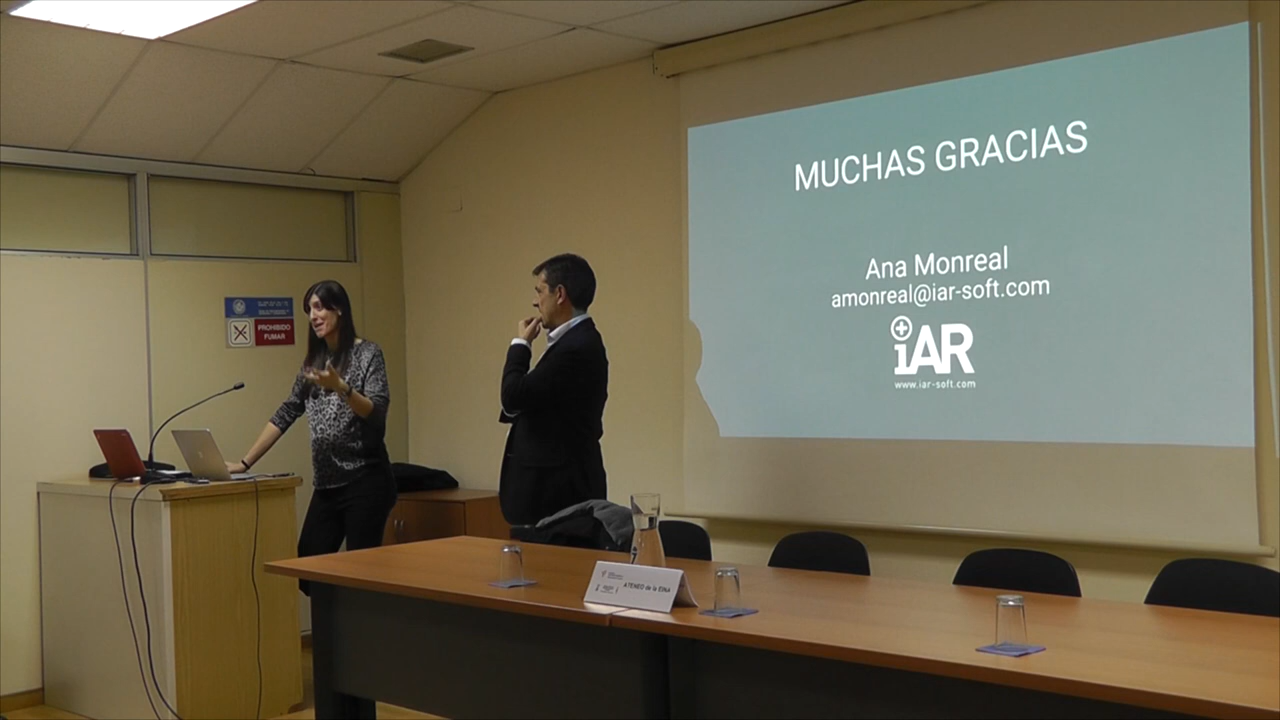 MUCHAS GRACIAS
Ana Monreal
amonreal@iar-soft.com
iAR
www.iar-soft.com
PROHIBIDO
FUMAR
ATENEO de la EINA